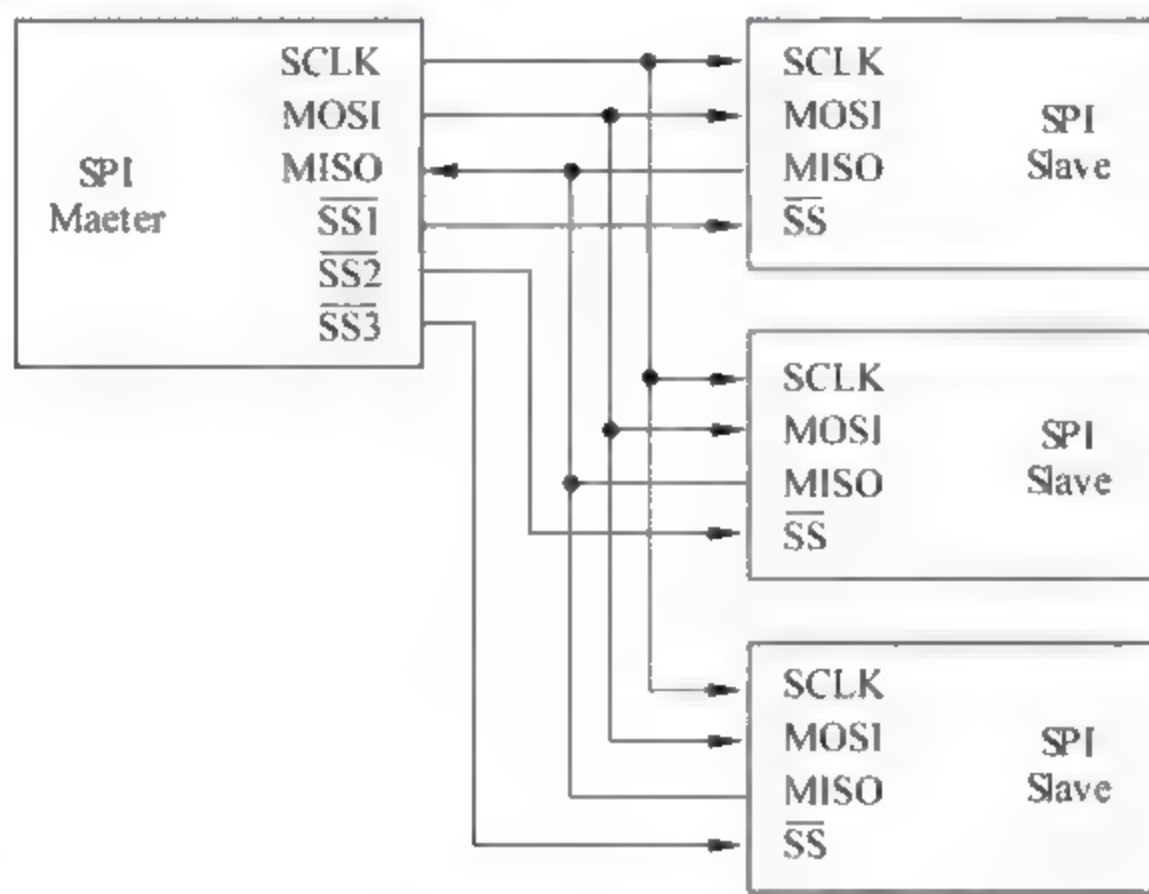 SCLK
MOSI
MISO
SS1
SS2
SS3
SPI
Maeter
SCLK
MOSI
MISO
SS
SPI
Slave
SCLK
MOSI
MISO
SS
SPI
Slave
SCLK
MOSI
MISO
SS
SPI
Slave